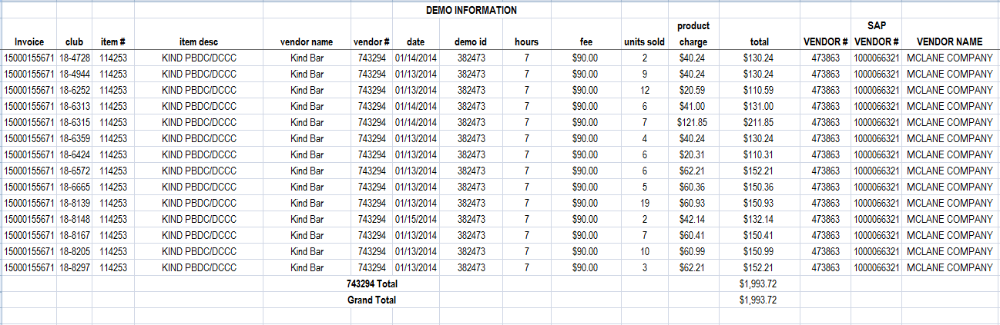 DEMO INFORMATION
product SAP
Invoice club item # item desc vendor name vendor # date demo id hours fee units sold charge total VENDOR # VENDOR # VENDOR NAME
15000155671 18-4728 114253 KIND PBDC/DCCC Kind Bar 743294 01/14/2014 382473 7 $90.00 2 $40.24 $130.24 473863 1000066321 MCLANE COMPANY
15000155671 18-4944 114253 KIND PBDC/DCCC Kind Bar 743294 01/13/2014 382473 7 $90.00 9 $40.24 $130.24 473863 1000066321 MCLANE COMPANY
15000155671 18-6252 114253 KIND PBDC/DCCC Kind Bar 743294 01/13/2014 382473 7 $90.00 12 $20.59 $110.59 473863 1000066321 MCLANE COMPANY
15000155671 18-6313 114253 KIND PBDC/DCCC Kind Bar 743294 01/14/2014 382473 7 $90.00 6 $41.00 $131.00 473863 1000066321 MCLANE COMPANY
15000155671 18-6315 114253 KIND PBDC/DCCC Kind Bar 743294 01/14/2014 382473 7 $90.00 7 $121.85 $211.85 473863 1000066321 MCLANE COMPANY
15000155671 18-6359 114253 KIND PBDC/DCCC Kind Bar 743294 01/13/2014 382473 7 $90.00 4 $40.24 $130.24 473863 1000066321 MCLANE COMPANY
15000155671 18-6424 114253 KIND PBDC/DCCC Kind Bar 743294 01/13/2014 382473 7 $90.00 6 $20.31 $110.31 473863 1000066321 MCLANE COMPANY
15000155671 18-6572 114253 KIND PBDC/DCCC Kind Bar 743294 01/13/2014 382473 7 $90.00 6 $62.21 $152.21 473863 1000066321 MCLANE COMPANY
15000155671 18-6665 114253 KIND PBDC/DCCC Kind Bar 743294 01/13/2014 382473 7 $90.00 5 $60.36 $150.36 473863 1000066321 MCLANE COMPANY
15000155671 18-8139 114253 KIND PBDC/DCCC Kind Bar 743294 01/13/2014 382473 7 $90.00 19 $60.93 $150.93 473863 1000066321 MCLANE COMPANY
15000155671 18-8148 114253 KIND PBDC/DCCC Kind Bar 743294 01/15/2014 382473 7 $90.00 2 $42.14 $132.14 473863 1000066321 MCLANE COMPANY
15000155671 18-8167 114253 KIND PBDC/DCCC Kind Bar 743294 01/13/2014 382473 7 $90.00 7 $60.41 $150.41 473863 1000066321 MCLANE COMPANY
15000155671 18-8205 114253 KIND PBDC/DCCC Kind Bar 743294 01/13/2014 382473 7 $90.00 10 $60.99 $150.99 473863 1000066321 MCLANE COMPANY
15000155671 18-8297 114253 KIND PBDC/DCCC Kind Bar 743294 01/13/2014 382473 7 $90.00 3 $62.21 $152.21 473863 1000066321 MCLANE COMPANY
743294 Total $1,993.72
Grand Total $1,993.72